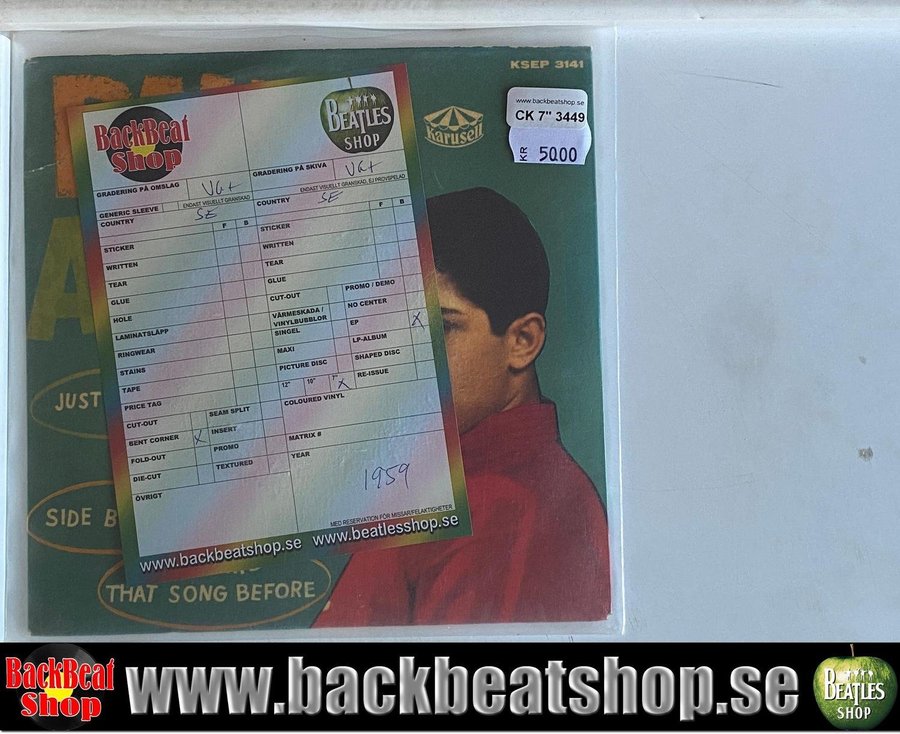 KSEP 3141
Karusell
www.backbeatshop.se
CK 7" 3449
KR 5000
BackBeat
Shop
BEATLES
SHOP
GRADERING PÅ OMSLAG VG+
ENDAST VISUELLT GRANSKAD
GRADERING PÅ SKIVA VG+
ENDAST VISUELLT GRANSKAD, EJ PROVSPELAD
GENERIC SLEEVE
COUNTRY SE
F B
STICKER
WRITTEN
TEAR
GLUE
HOLE
LAMINATSLÄPP
RINGWEAR
STAINS
TAPE
PRICE TAG
CUT-OUT
SEAM SPLIT
BENT CORNER X
INSERT
FOLD-OUT
PROMO
DIE-CUT
TEXTURED
ÖVRIGT
COUNTRY SE
F B
STICKER
WRITTEN
TEAR
GLUE
CUT-OUT
PROMO / DEMO
VÄRMESKADA /
VINYLBUBBLOR
NO CENTER
SINGEL
EP X
MAXI
LP-ALBUM
PICTURE DISC
SHAPED DISC
12" 10" 7" X
RE-ISSUE
COLOURED VINYL
MATRIX #
YEAR
1959
MED RESERVATION FÖR MISSAR/FELAKTIGHETER
www.backbeatshop.se www.beatlesshop.se
JUST
SIDE B
THAT SONG BEFORE
BackBeat
Shop
www.backbeatshop.se
BEATLES
SHOP